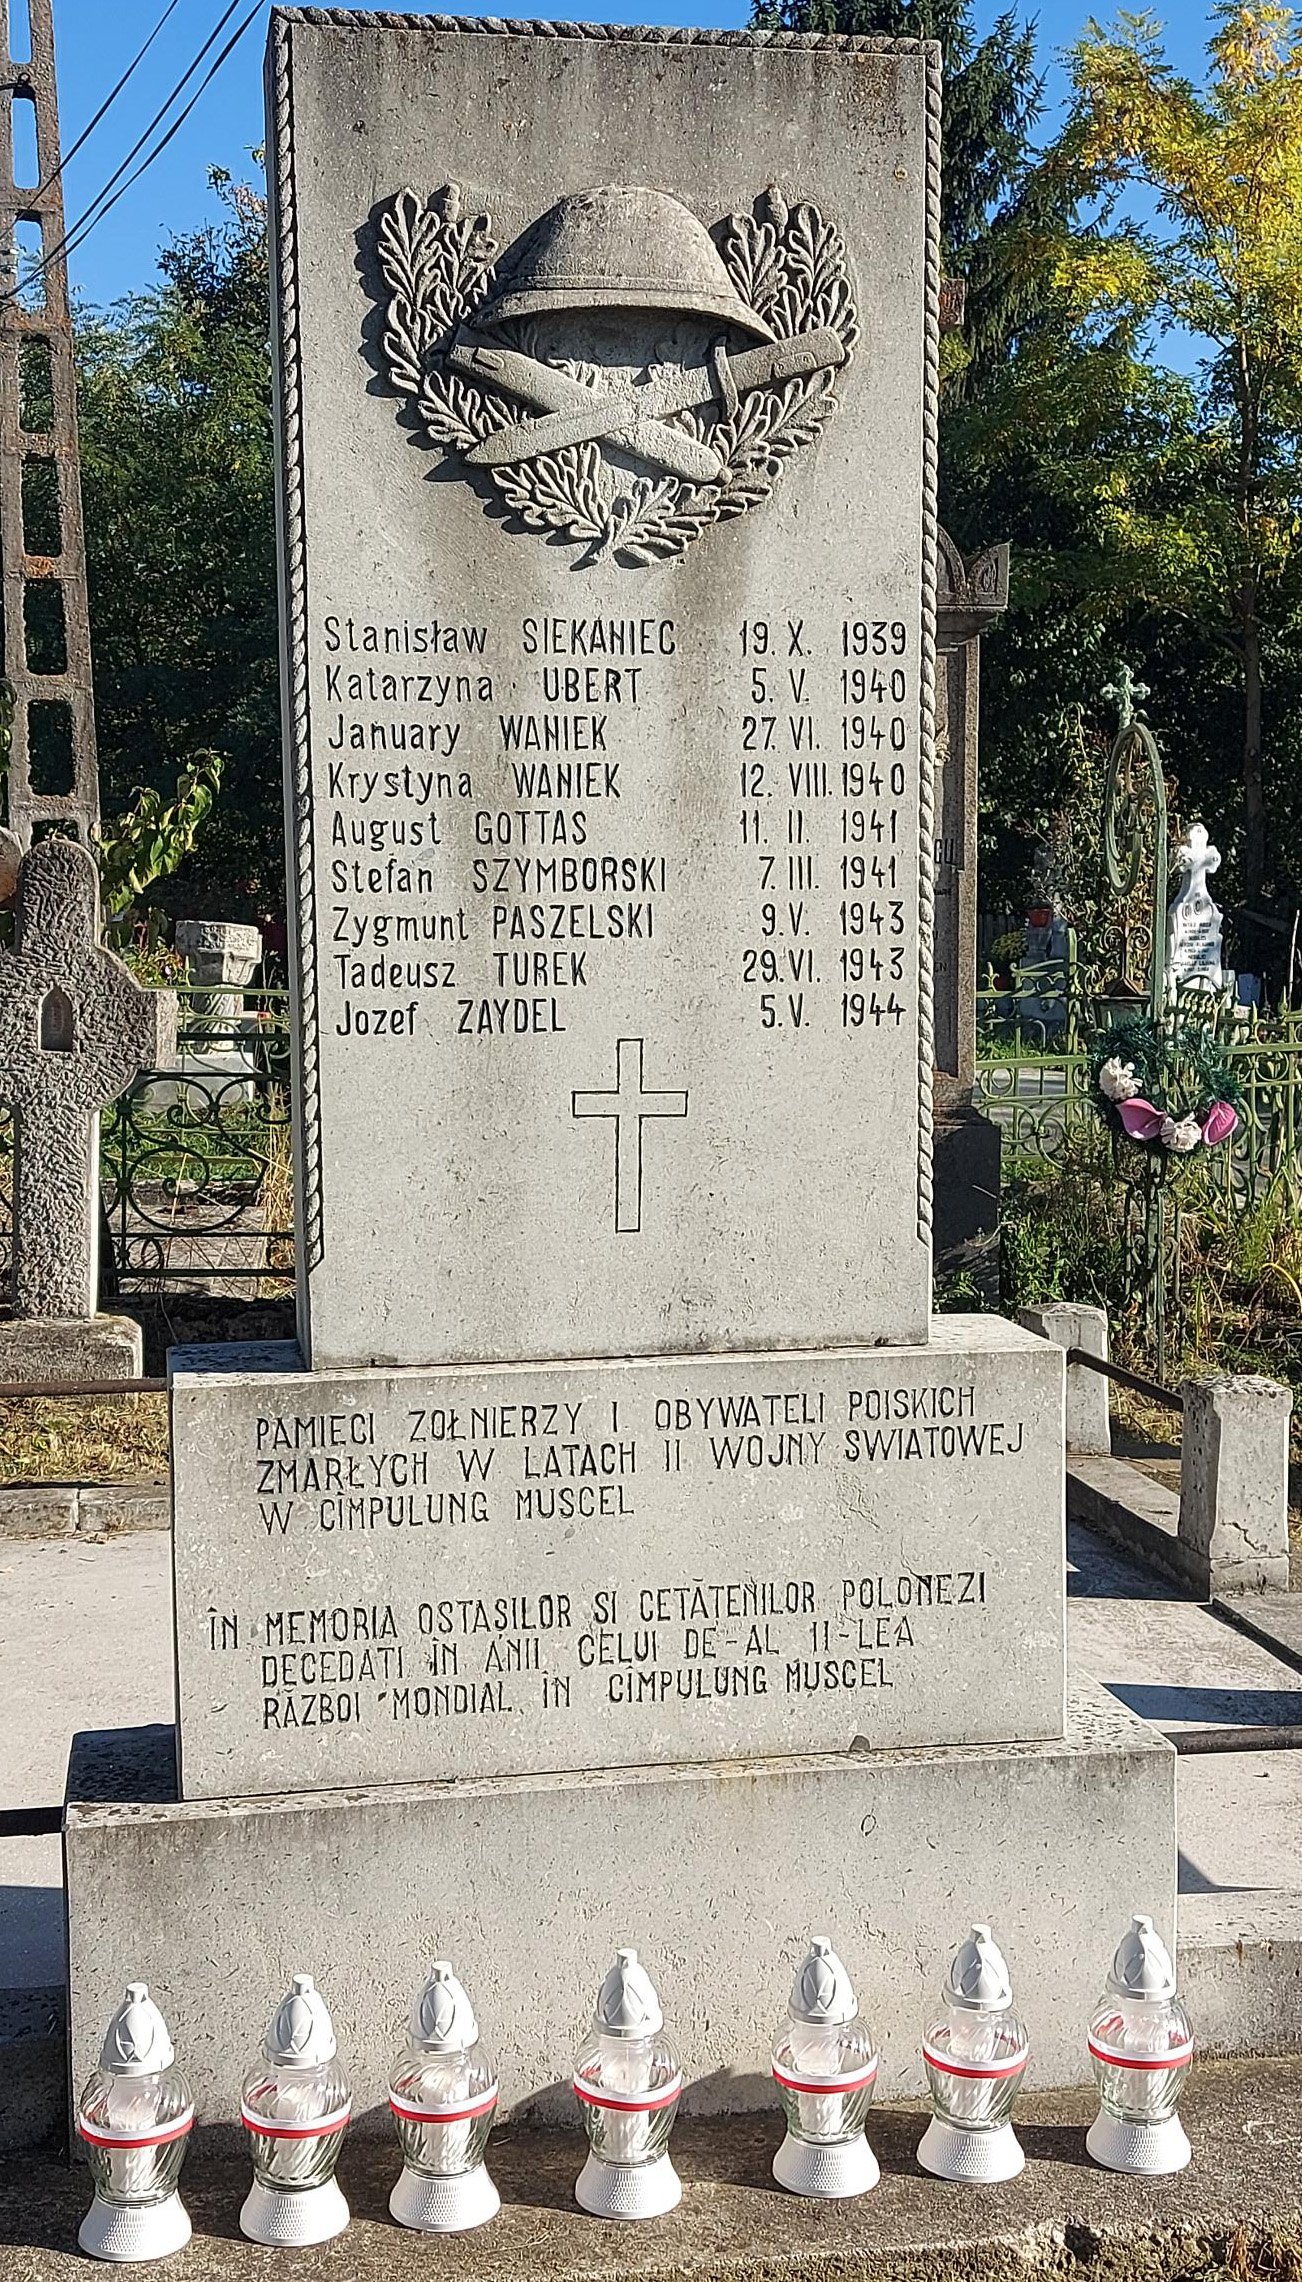 Stanisław SIEKANIEC 19. X. 1939
Katarzyna UBERT 5. V. 1940
January WANIEK 27. VI. 1940
Krystyna WANIEK 12. VIII. 1940
August GOTTAS 11. II. 1941
Stefan SZYMBORSKI 7. III. 1941
Zygmunt PASZELSKI 9. V. 1943
Tadeusz TUREK 29. VI. 1943
Jozef ZAYDEL 5. V. 1944
PAMIECI ZOŁNIERZY I. OBYWATELI POISKICH
ZMARŁYCH W LATACH II WOJNY SWIATOWEJ
W CÎMPULUNG MUSCEL
ÎN MEMORIA OSTAȘILOR SI CETĂTENILOR POLONEZI
DECEDATI ÎN ANII CELUI DE-AL II-LEA
RĂZBOI MONDIAL ÎN CÎMPULUNG MUSCEL